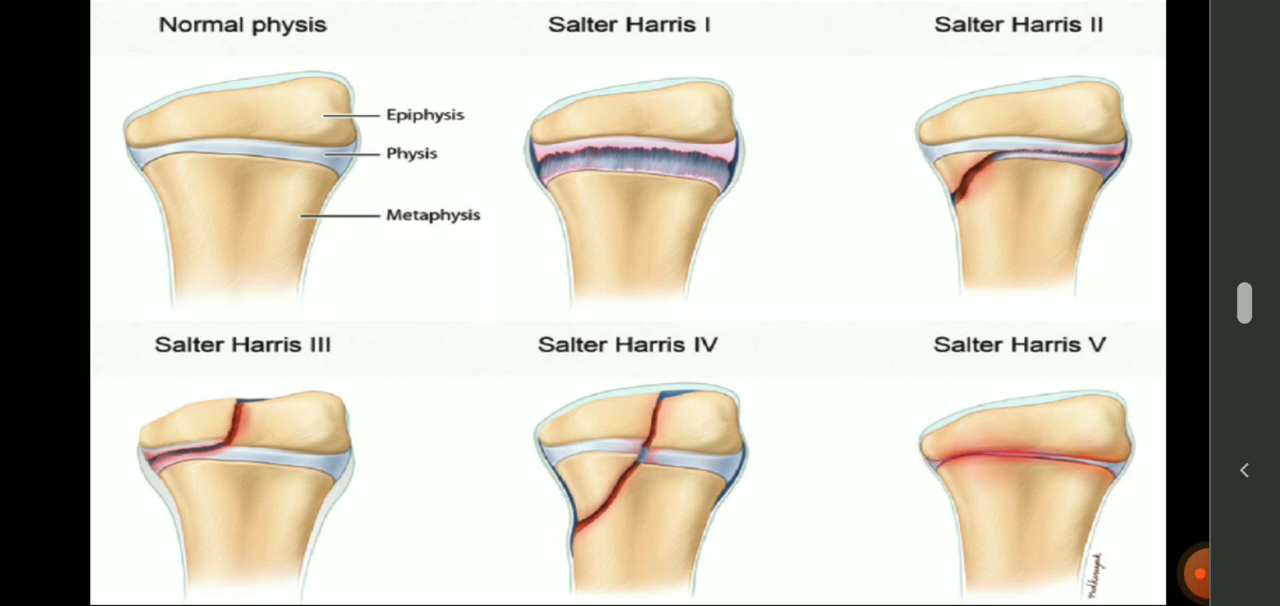 Normal physis
Salter Harris I
Salter Harris II
Epiphysis
Physis
Metaphysis
Salter Harris III
Salter Harris IV
Salter Harris V